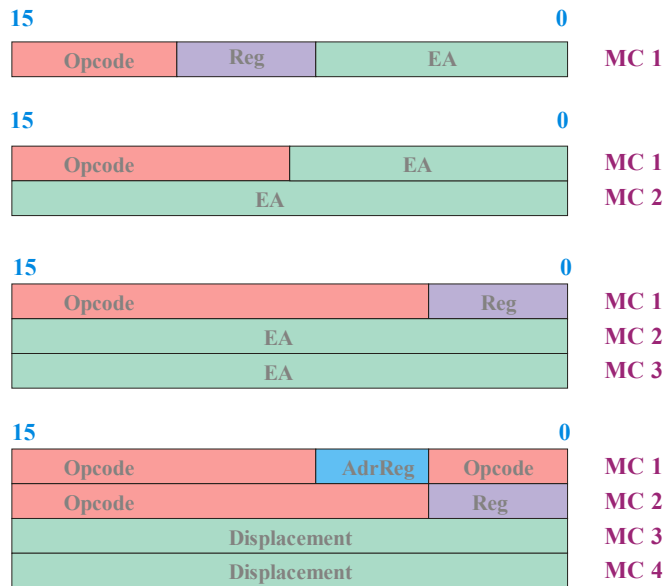 15 0
Opcode Reg EA MC 1
15 0
Opcode EA MC 1
EA MC 2
15 0
Opcode Reg MC 1
EA MC 2
EA MC 3
15 0
Opcode AdrReg Opcode MC 1
Opcode Reg MC 2
Displacement MC 3
Displacement MC 4